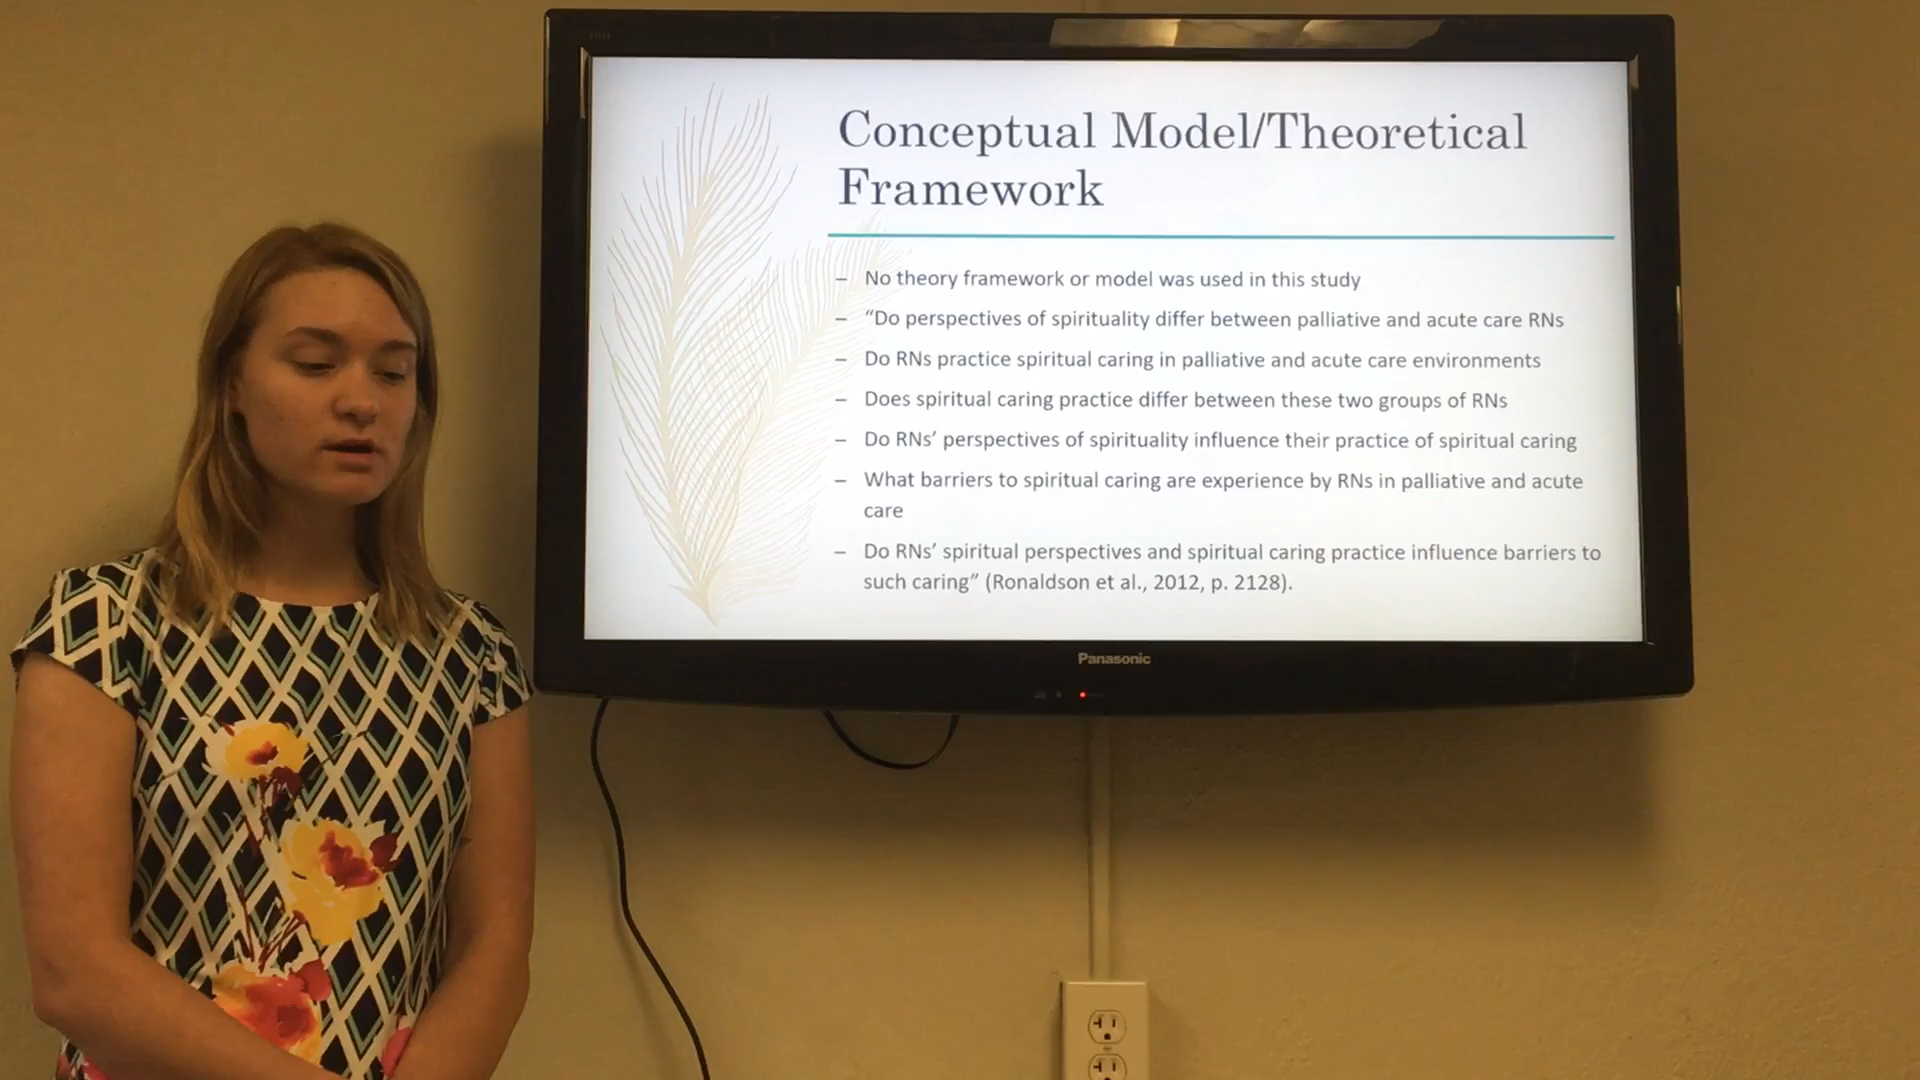 Conceptual Model/Theoretical
Framework
– No theory framework or model was used in this study
– “Do perspectives of spirituality differ between palliative and acute care RNs
– Do RNs practice spiritual caring in palliative and acute care environments
– Does spiritual caring practice differ between these two groups of RNs
– Do RNs’ perspectives of spirituality influence their practice of spiritual caring
– What barriers to spiritual caring are experience by RNs in palliative and acute
care
– Do RNs’ spiritual perspectives and spiritual caring practice influence barriers to
such caring” (Ronaldson et al., 2012, p. 2128).
Panasonic